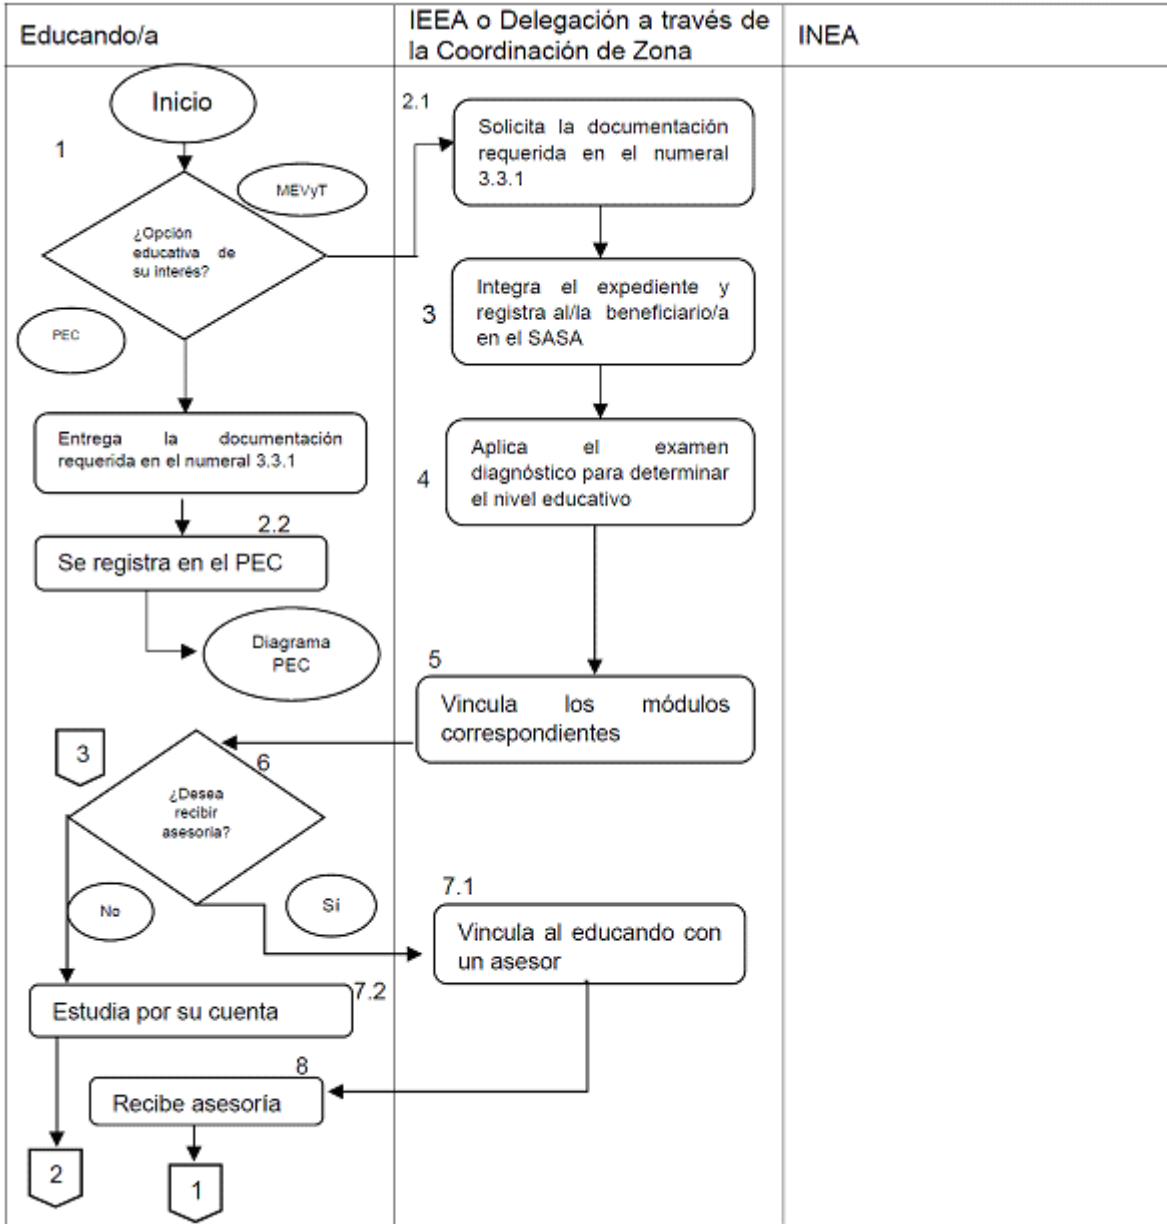 Educando/a
IEEA o Delegación a través de
la Coordinación de Zona
INEA
Inicio
1
MEVyT
¿Opción
educativa de
su interés?
PEC
Entrega la documentación
requerida en el numeral 3.3.1
2.2
Se registra en el PEC
Diagrama
PEC
2.1
Solicita la documentación
requerida en el numeral
3.3.1
3
Integra el expediente y
registra al/la beneficiario/a
en el SASA
4
Aplica el examen
diagnóstico para determinar
el nivel educativo
5
Vincula los módulos
correspondientes
3
6
¿Desea
recibir
asesoría?
No
Sí
7.1
Vincula al educando con
un asesor
7.2
Estudia por su cuenta
8
Recibe asesoría
2
1